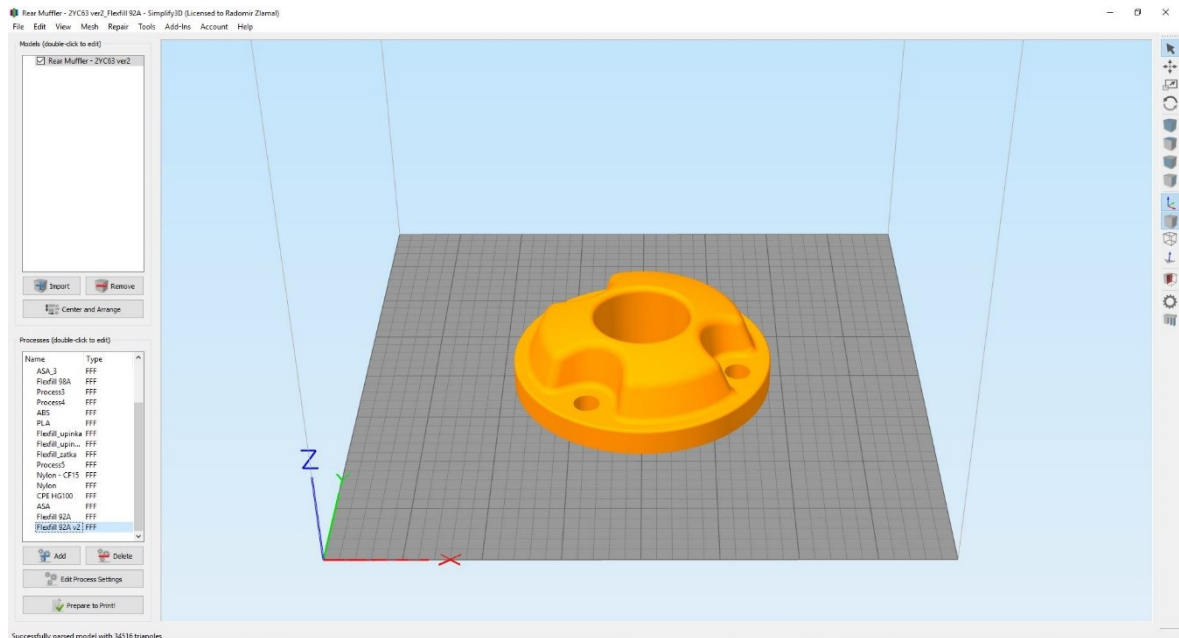 Rear Muffler - 2YC63 ver2_Flexfill 92A - Simplify3D (Licensed to Radomir Zlamal)
File Edit View Mesh Repair Tools Add-Ins Account Help
Models (double-click to edit)
Rear Muffler - 2YC63 ver2
Import Remove
Center and Arrange
Processes (double-click to edit)
Name Type
ASA_3 FFF
Flexfill 98A FFF
Process3 FFF
Process4 FFF
ABS FFF
PLA FFF
Flexfill_upinka FFF
Flexfill_upin... FFF
Flexfill_zatka FFF
Process5 FFF
Nylon - CF15 FFF
Nylon FFF
CPE HG100 FFF
ASA FFF
Flexfill 92A FFF
Flexfill 92A v2 FFF
Add Delete
Edit Process Settings
Prepare to Print!
Successfully parsed model with 34516 triangles
Z
Y
X